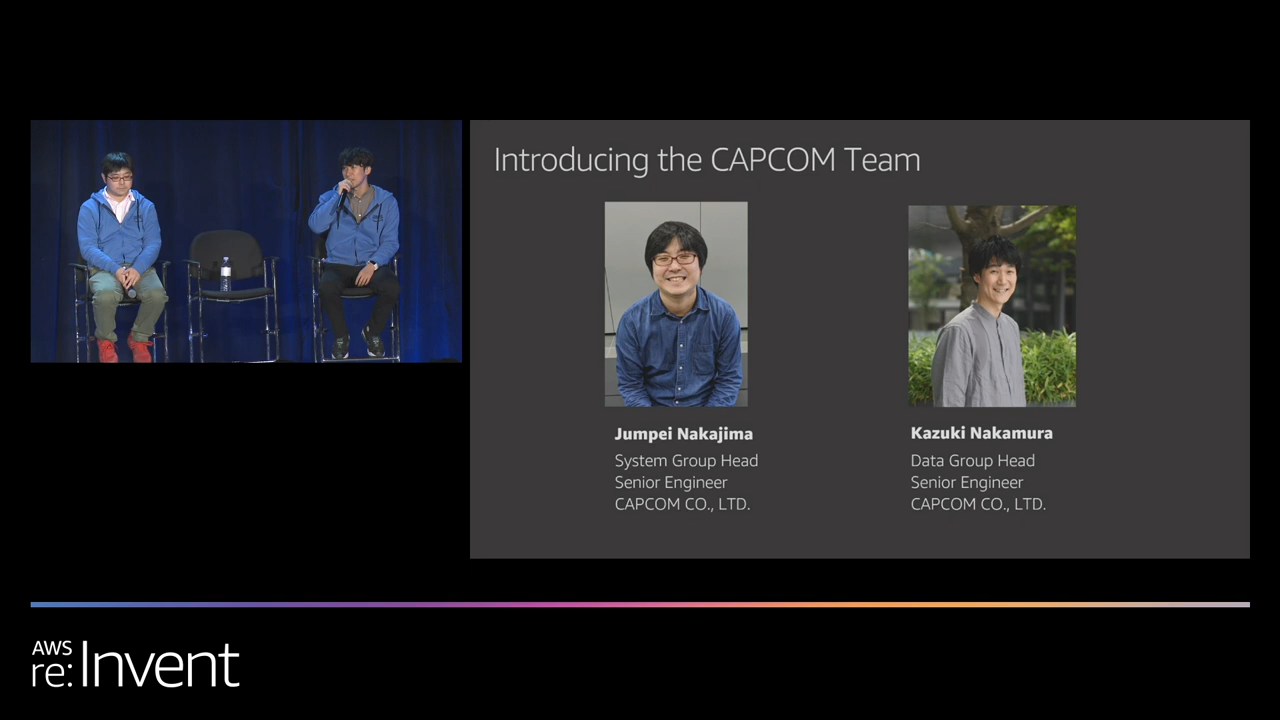 Introducing the CAPCOM Team
Jumpei Nakajima
System Group Head
Senior Engineer
CAPCOM CO., LTD.
Kazuki Nakamura
Data Group Head
Senior Engineer
CAPCOM CO., LTD.
AWS
re:Invent